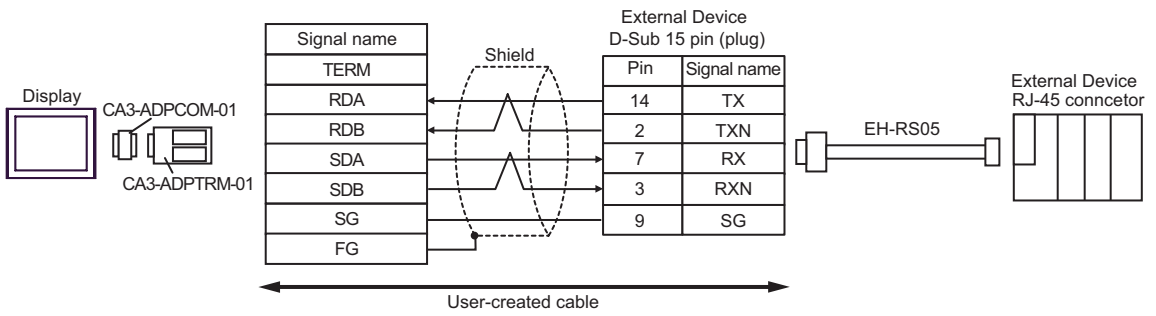 Display
CA3-ADPCOM-01
CA3-ADPTRM-01
Signal name
TERM
RDA
RDB
SDA
SDB
SG
FG
Shield
External Device
D-Sub 15 pin (plug)
Pin Signal name
14 TX
2 TXN
7 RX
3 RXN
9 SG
EH-RS05
External Device
RJ-45 conncetor
User-created cable